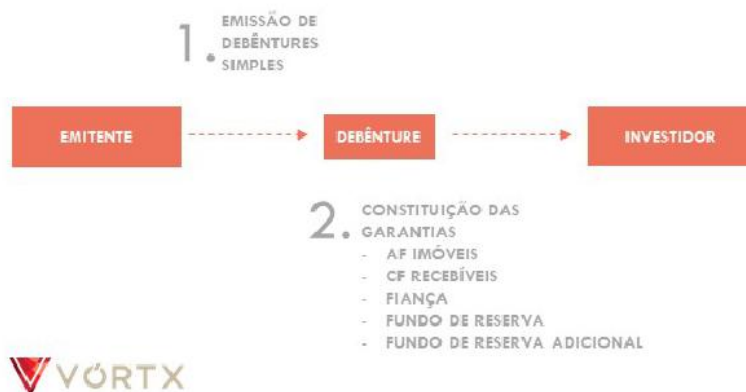 1. EMISSÃO DE
DEBÊNTURES
SIMPLES
EMITENTE
DEBÊNTURE
INVESTIDOR
2. CONSTITUIÇÃO DAS
GARANTIAS
- AF IMÓVEIS
- CF RECEBÍVEIS
- FIANÇA
- FUNDO DE RESERVA
- FUNDO DE RESERVA ADICIONAL
VÓRTX